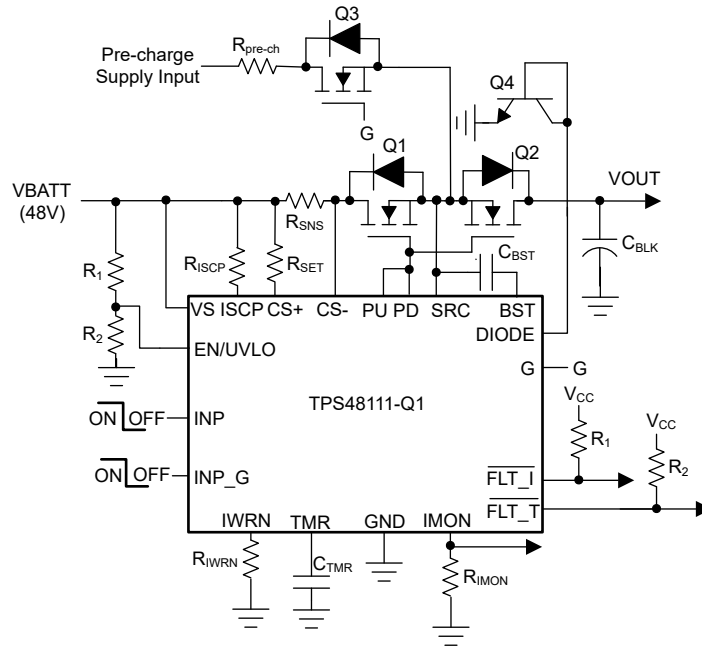 Q3
Pre-charge
Supply Input
Rpre-ch
G
Q4
Q1
Q2
VBATT
(48V)
VOUT
RSNS
R1
RISCP
RSET
CBST
CBLK
R2
VS ISCP CS+ CS- PU PD SRC BST
DIODE
EN/UVLO
G G
TPS48111-Q1
VCC
ON OFF INP
R1
VCC
R2
ON OFF INP_G
FLT_I
FLT_T
IWRN TMR GND IMON
RIWRN
CTMR
RIMON